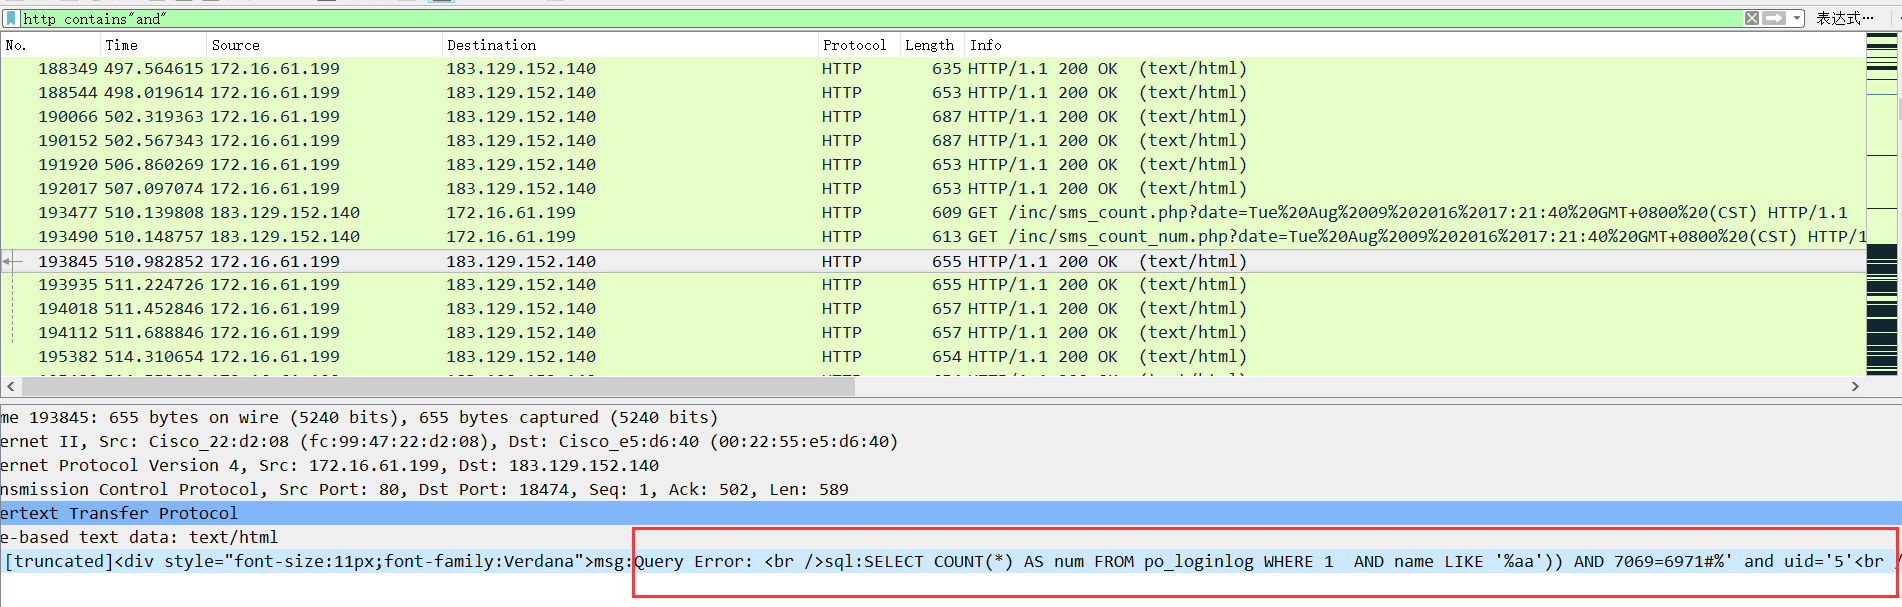 http contains"and"
表达式…
No. Time Source Destination Protocol Length Info
188349 497.564615 172.16.61.199 183.129.152.140 HTTP 635 HTTP/1.1 200 OK (text/html)
188544 498.019614 172.16.61.199 183.129.152.140 HTTP 653 HTTP/1.1 200 OK (text/html)
190066 502.319363 172.16.61.199 183.129.152.140 HTTP 687 HTTP/1.1 200 OK (text/html)
190152 502.567343 172.16.61.199 183.129.152.140 HTTP 687 HTTP/1.1 200 OK (text/html)
191920 506.860269 172.16.61.199 183.129.152.140 HTTP 653 HTTP/1.1 200 OK (text/html)
192017 507.097074 172.16.61.199 183.129.152.140 HTTP 653 HTTP/1.1 200 OK (text/html)
193477 510.139808 183.129.152.140 172.16.61.199 HTTP 609 GET /inc/sms_count.php?date=Tue%20Aug%2009%202016%2017:21:40%20GMT+0800%20(CST) HTTP/1.1
193490 510.148757 183.129.152.140 172.16.61.199 HTTP 613 GET /inc/sms_count_num.php?date=Tue%20Aug%2009%202016%2017:21:40%20GMT+0800%20(CST) HTTP/1
193845 510.982852 172.16.61.199 183.129.152.140 HTTP 655 HTTP/1.1 200 OK (text/html)
193935 511.224726 172.16.61.199 183.129.152.140 HTTP 655 HTTP/1.1 200 OK (text/html)
194018 511.452846 172.16.61.199 183.129.152.140 HTTP 657 HTTP/1.1 200 OK (text/html)
194112 511.688846 172.16.61.199 183.129.152.140 HTTP 657 HTTP/1.1 200 OK (text/html)
195382 514.310654 172.16.61.199 183.129.152.140 HTTP 654 HTTP/1.1 200 OK (text/html)
me 193845: 655 bytes on wire (5240 bits), 655 bytes captured (5240 bits)
ernet II, Src: Cisco_22:d2:08 (fc:99:47:22:d2:08), Dst: Cisco_e5:d6:40 (00:22:55:e5:d6:40)
ernet Protocol Version 4, Src: 172.16.61.199, Dst: 183.129.152.140
nsmission Control Protocol, Src Port: 80, Dst Port: 18474, Seq: 1, Ack: 502, Len: 589
ertext Transfer Protocol
e-based text data: text/html
[truncated]<div style="font-size:11px;font-family:Verdana">msg:Query Error: <br />sql:SELECT COUNT(*) AS num FROM po_loginlog WHERE 1  AND name LIKE '%aa')) AND 7069=6971#%' and uid='5'<br /